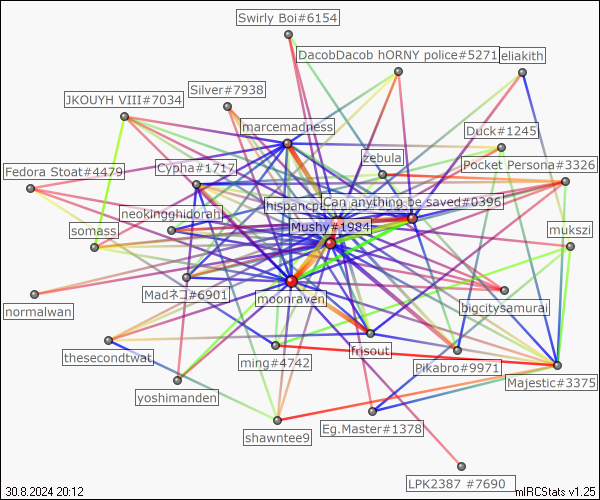 Swirly Boi#6154
DacobDacob hORNY police#5271
eliakith
Silver#7938
JKOUYH VIII#7034
marcemadness
Duck#1245
zebula
Pocket Persona#3326
Fedora Stoat#4479
Cypha#1717
Can anything be saved#0396
neokingghidorah
Mushy#1984
somass
mukszi
Madネコ#6901
moonraven
normalwan
bigcitysamurai
thesecondtwat
frisout
ming#4742
Pikabro#9971
Majestic#3375
yoshimanden
Eg.Master#1378
shawntee9
LPK2387 #7690
30.8.2024 20:12
mIRCStats v1.25